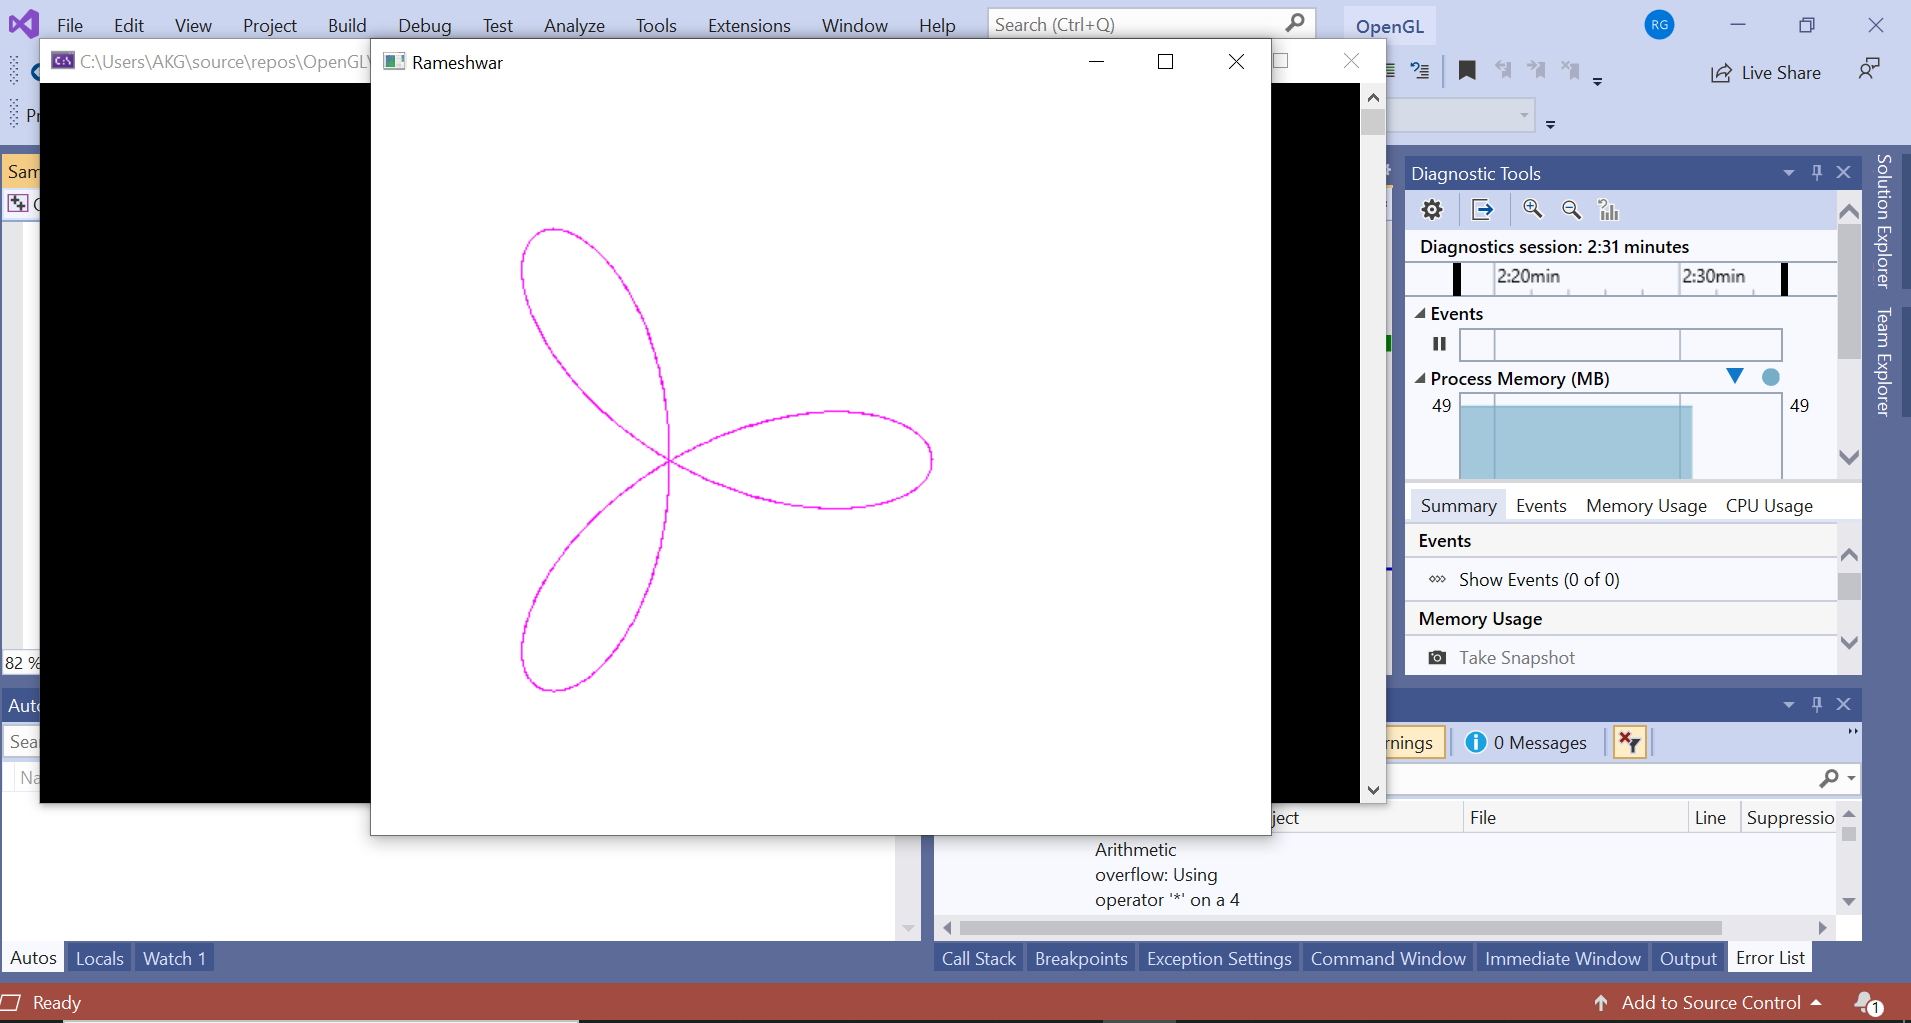 File Edit View Project Build Debug Test Analyze Tools Extensions Window Help Search (Ctrl+Q) OpenGL RG
C:\Users\AKG\source\repos\OpenGL\
Rameshwar
Live Share
Pr
Sam
Diagnostic Tools
Diagnostics session: 2:31 minutes
2:20min 2:30min
Events
Process Memory (MB)
49 49
Summary Events Memory Usage CPU Usage
Events
Show Events (0 of 0)
Memory Usage
Take Snapshot
Solution Explorer
Team Explorer
82 %
Auto
Sea
Na
rnings 0 Messages
ject File Line Suppressio
Arithmetic
overflow: Using
operator '*' on a 4
Autos Locals Watch 1
Call Stack Breakpoints Exception Settings Command Window Immediate Window Output Error List
Ready
Add to Source Control 1